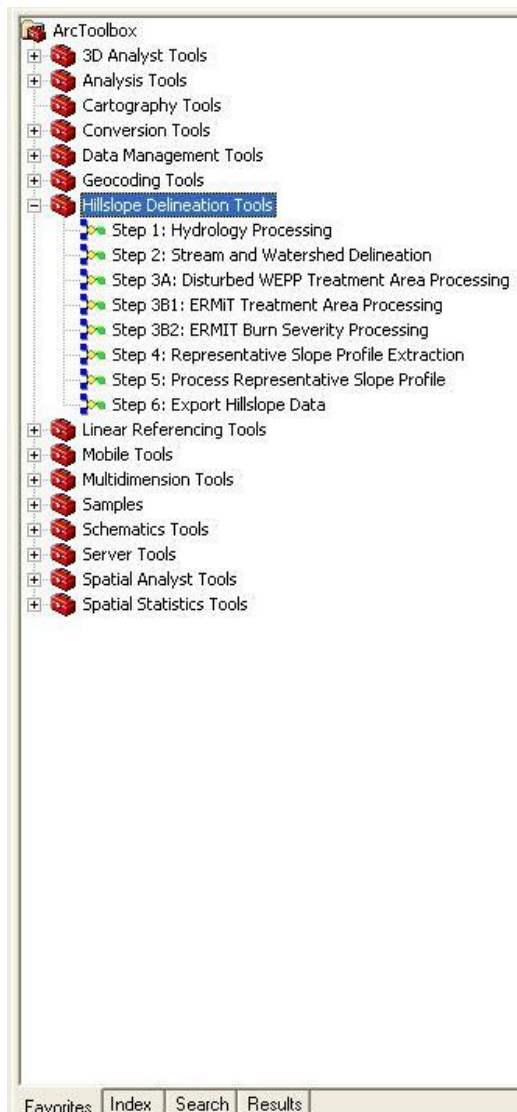 ArcToolbox
3D Analyst Tools
Analysis Tools
Cartography Tools
Conversion Tools
Data Management Tools
Geocoding Tools
Hillslope Delineation Tools
Step 1: Hydrology Processing
Step 2: Stream and Watershed Delineation
Step 3A: Disturbed WEPP Treatment Area Processing
Step 3B1: ERMiT Treatment Area Processing
Step 3B2: ERMIT Burn Severity Processing
Step 4: Representative Slope Profile Extraction
Step 5: Process Representative Slope Profile
Step 6: Export Hillslope Data
Linear Referencing Tools
Mobile Tools
Multidimension Tools
Samples
Schematics Tools
Server Tools
Spatial Analyst Tools
Spatial Statistics Tools
Favorites Index Search Results